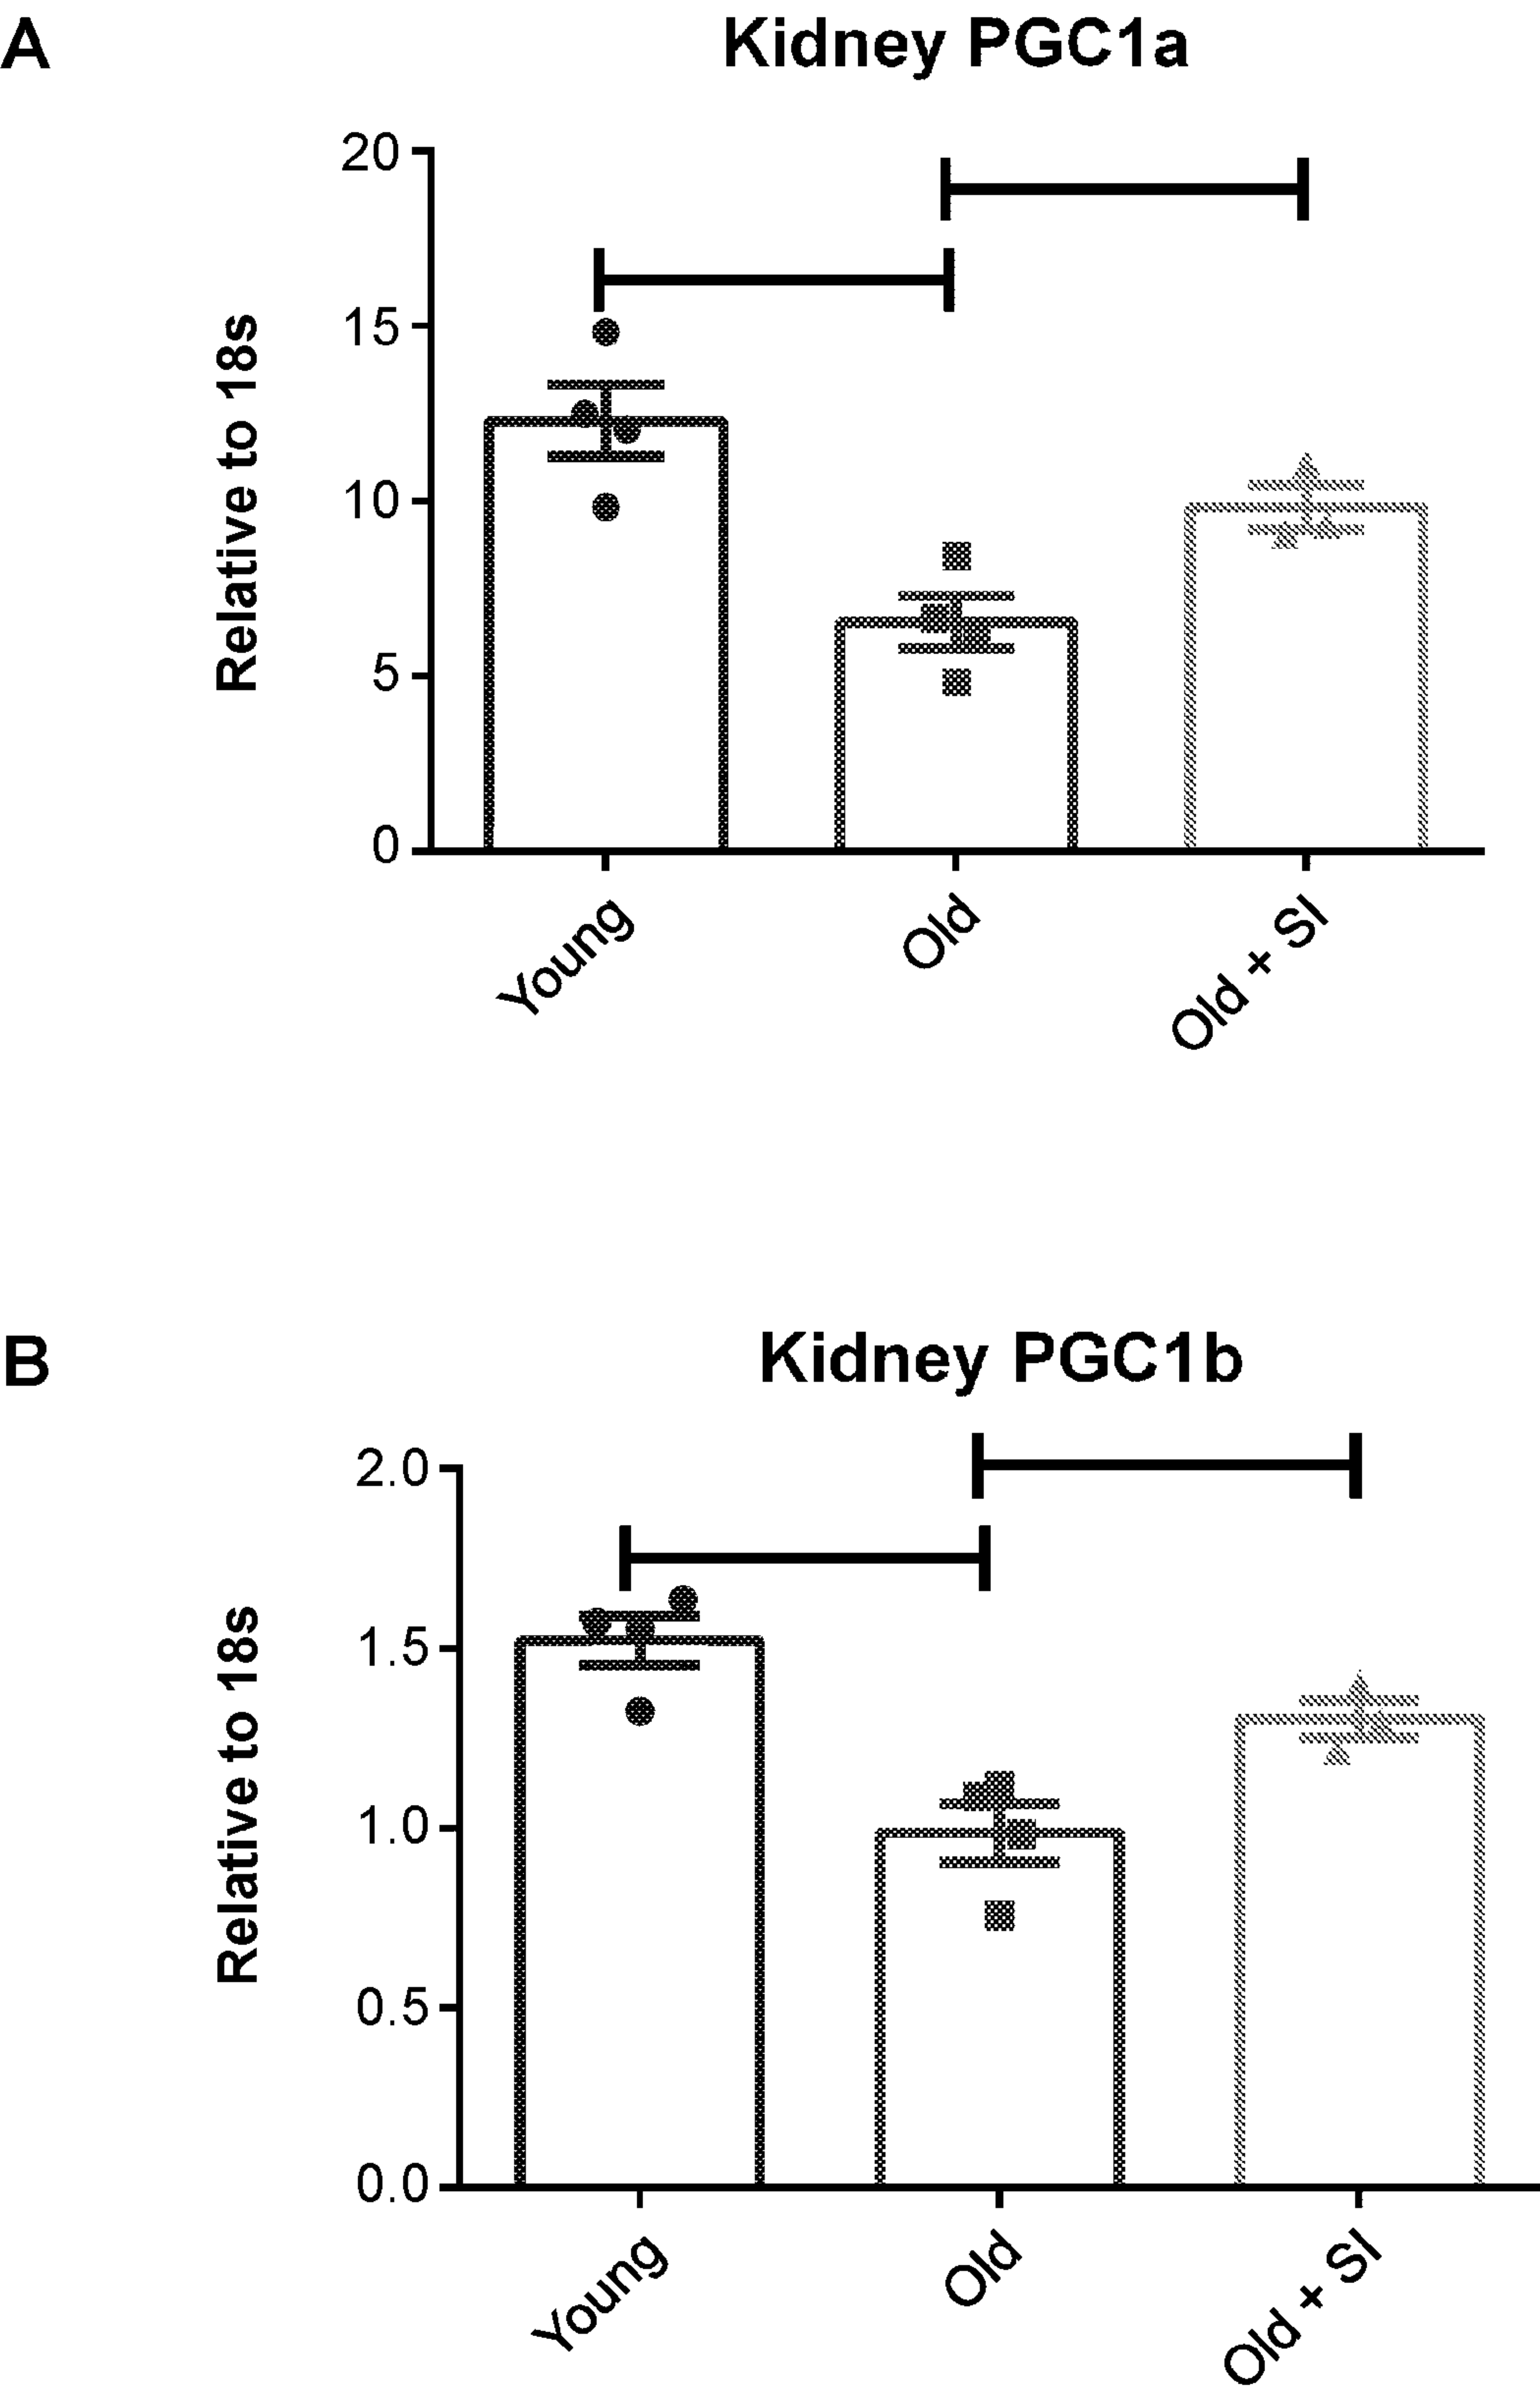 A
Kidney PGC1a
Relative to 18s
20
15
10
5
0
Young
Old
Old + SI
B
Kidney PGC1b
Relative to 18s
2.0
1.5
1.0
0.5
0.0
Young
Old
Old + SI